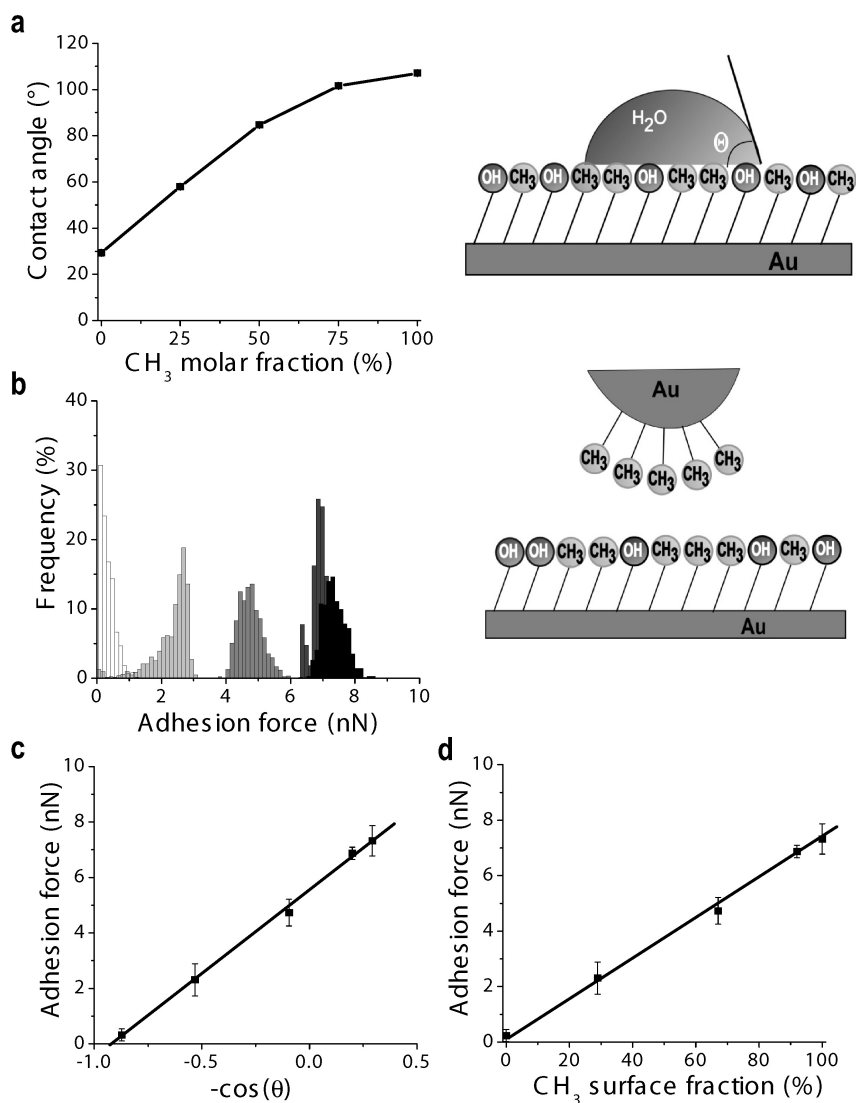 a
120
100
80
60
40
20
0
0 25 50 75 100
Contact angle (°)
CH3 molar fraction (%)
H2O
Θ
OH CH3 OH CH3 CH3 OH CH3 CH3 OH CH3 OH CH3
Au
b
40
30
20
10
0
0 2 4 6 8 10
Frequency (%)
Adhesion force (nN)
Au
CH3 CH3 CH3 CH3 CH3
OH OH CH3 CH3 OH CH3 CH3 CH3 OH CH3 OH
Au
c
10
8
6
4
2
0
-1.0 -0.5 0.0 0.5
Adhesion force (nN)
-cos(θ)
d
10
8
6
4
2
0
0 20 40 60 80 100
Adhesion force (nN)
CH3 surface fraction (%)